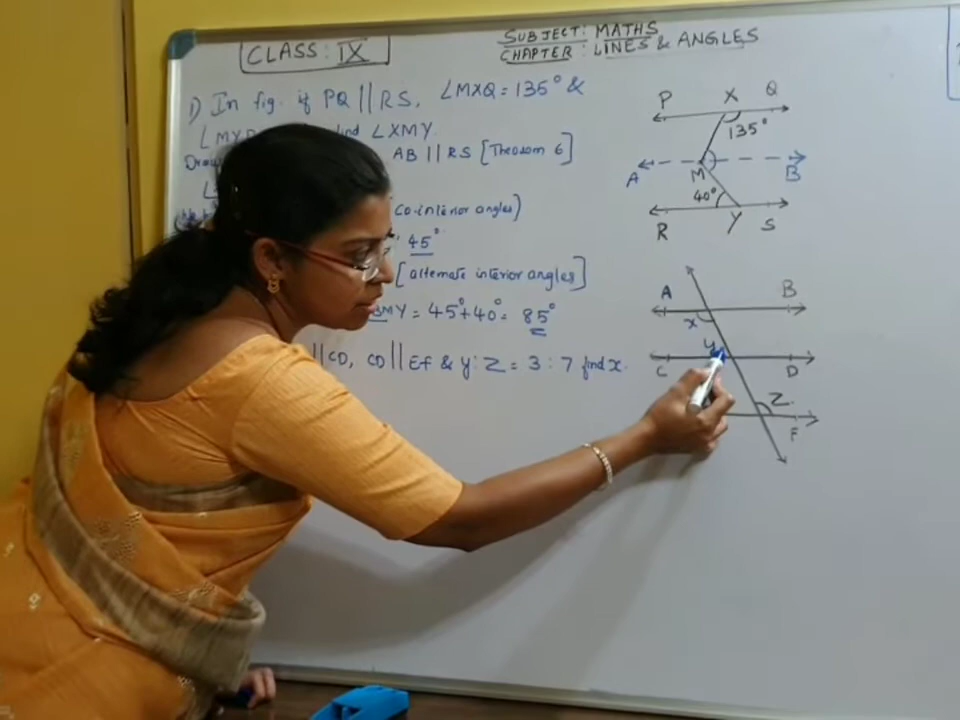 CLASS: IX
SUBJECT: MATHS
CHAPTER: LINES & ANGLES
1) In fig. if PQ || RS, ∠MXQ = 135° &
find ∠XMY.
AB || RS [Theorem 6]
Co-interior angles)
45°
[alternate interior angles]
= 45° + 40° = 85°
|| CD, CD || EF & y : z = 3 : 7 find x.
P X Q
135°
A M B
40°
R Y S
A B
x
y
C D
z
F